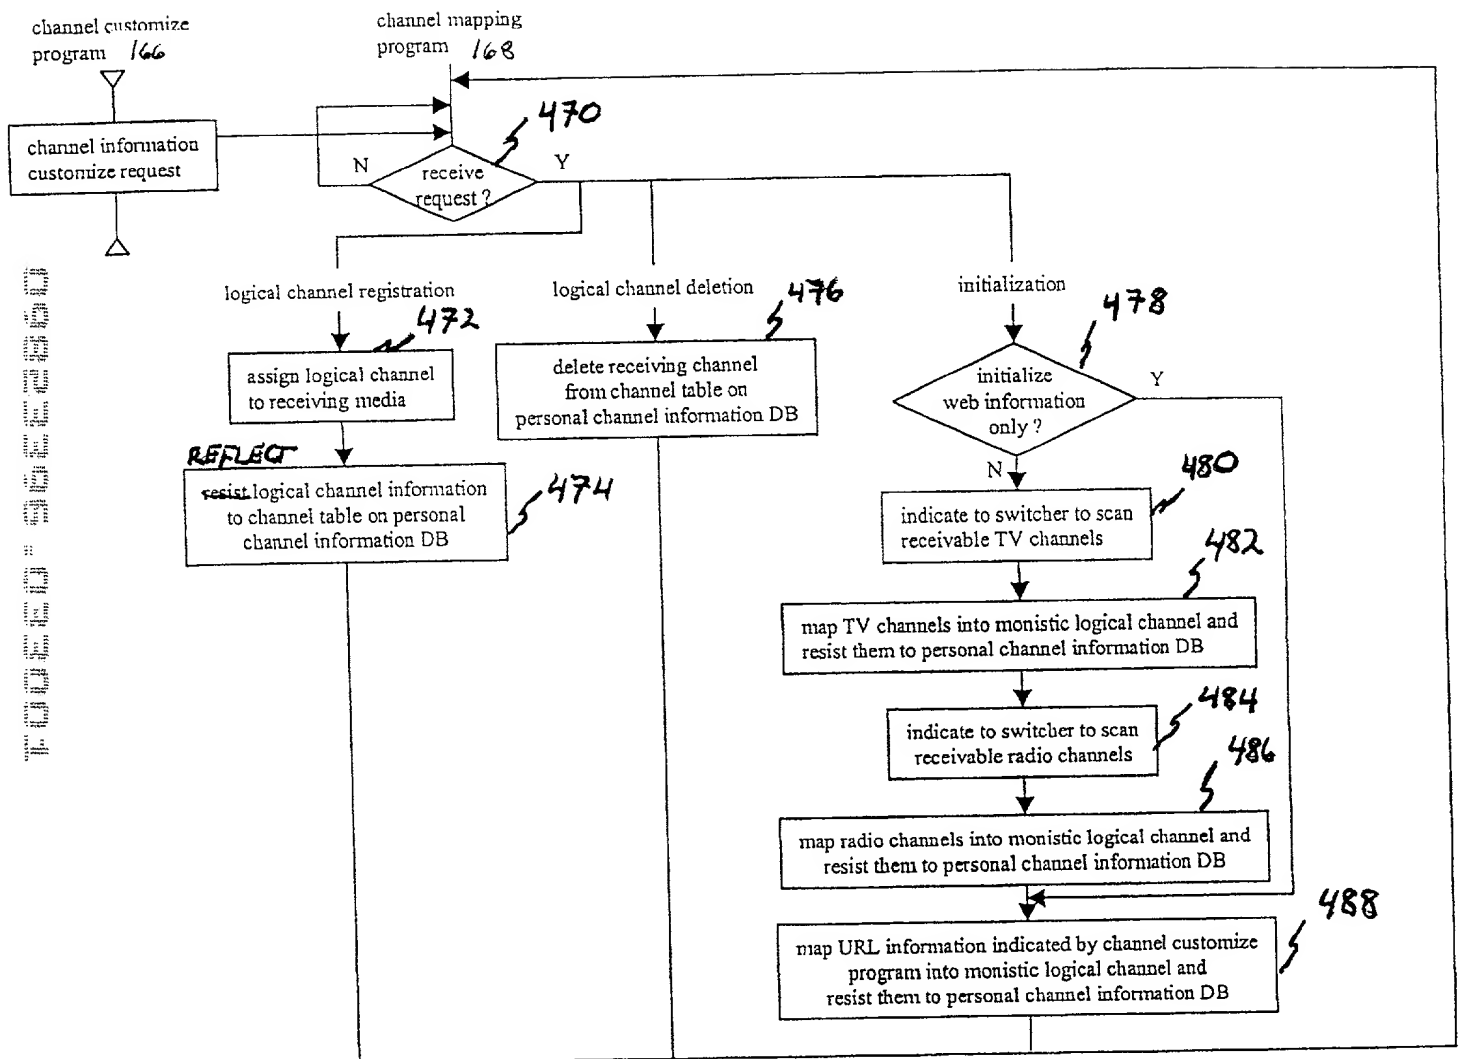 channel customize
program 166
channel mapping
program 168
channel information
customize request
470
N
receive
request ?
Y
logical channel registration
472
assign logical channel
to receiving media
REFLECT
resist logical channel information
to channel table on personal
channel information DB
474
logical channel deletion
476
delete receiving channel
from channel table on
personal channel information DB
initialization
478
initialize
web information
only ?
Y
N
480
indicate to switcher to scan
receivable TV channels
482
map TV channels into monistic logical channel and
resist them to personal channel information DB
484
indicate to switcher to scan
receivable radio channels
486
map radio channels into monistic logical channel and
resist them to personal channel information DB
488
map URL information indicated by channel customize
program into monistic logical channel and
resist them to personal channel information DB